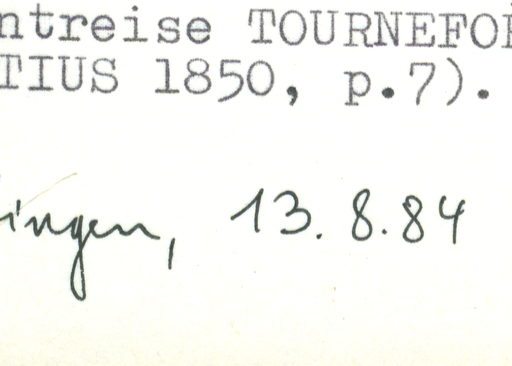 ntreise TOURNEFO
TIUS 1850, p.7).
ingen, 13.8.84